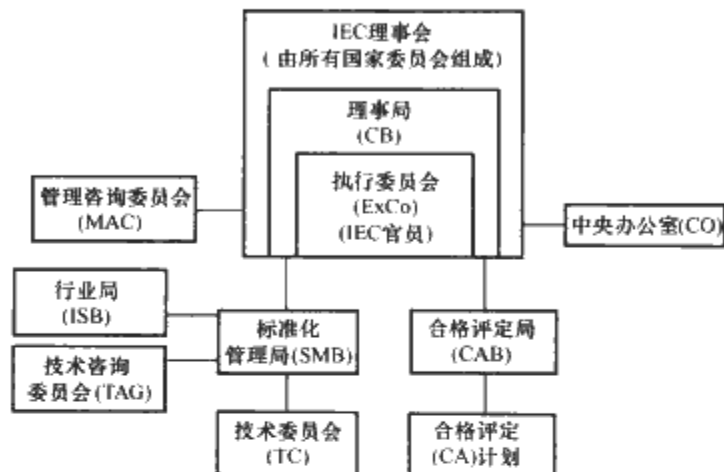 IEC理事会
(由所有国家委员会组成)
理事局
(CB)
执行委员会
(ExCo)
(IEC官员)
管理咨询委员会
(MAC)
中央办公室(CO)
行业局
(ISB)
技术咨询
委员会(TAG)
标准化
管理局(SMB)
合格评定局
(CAB)
技术委员会
(TC)
合格评定
(CA)计划